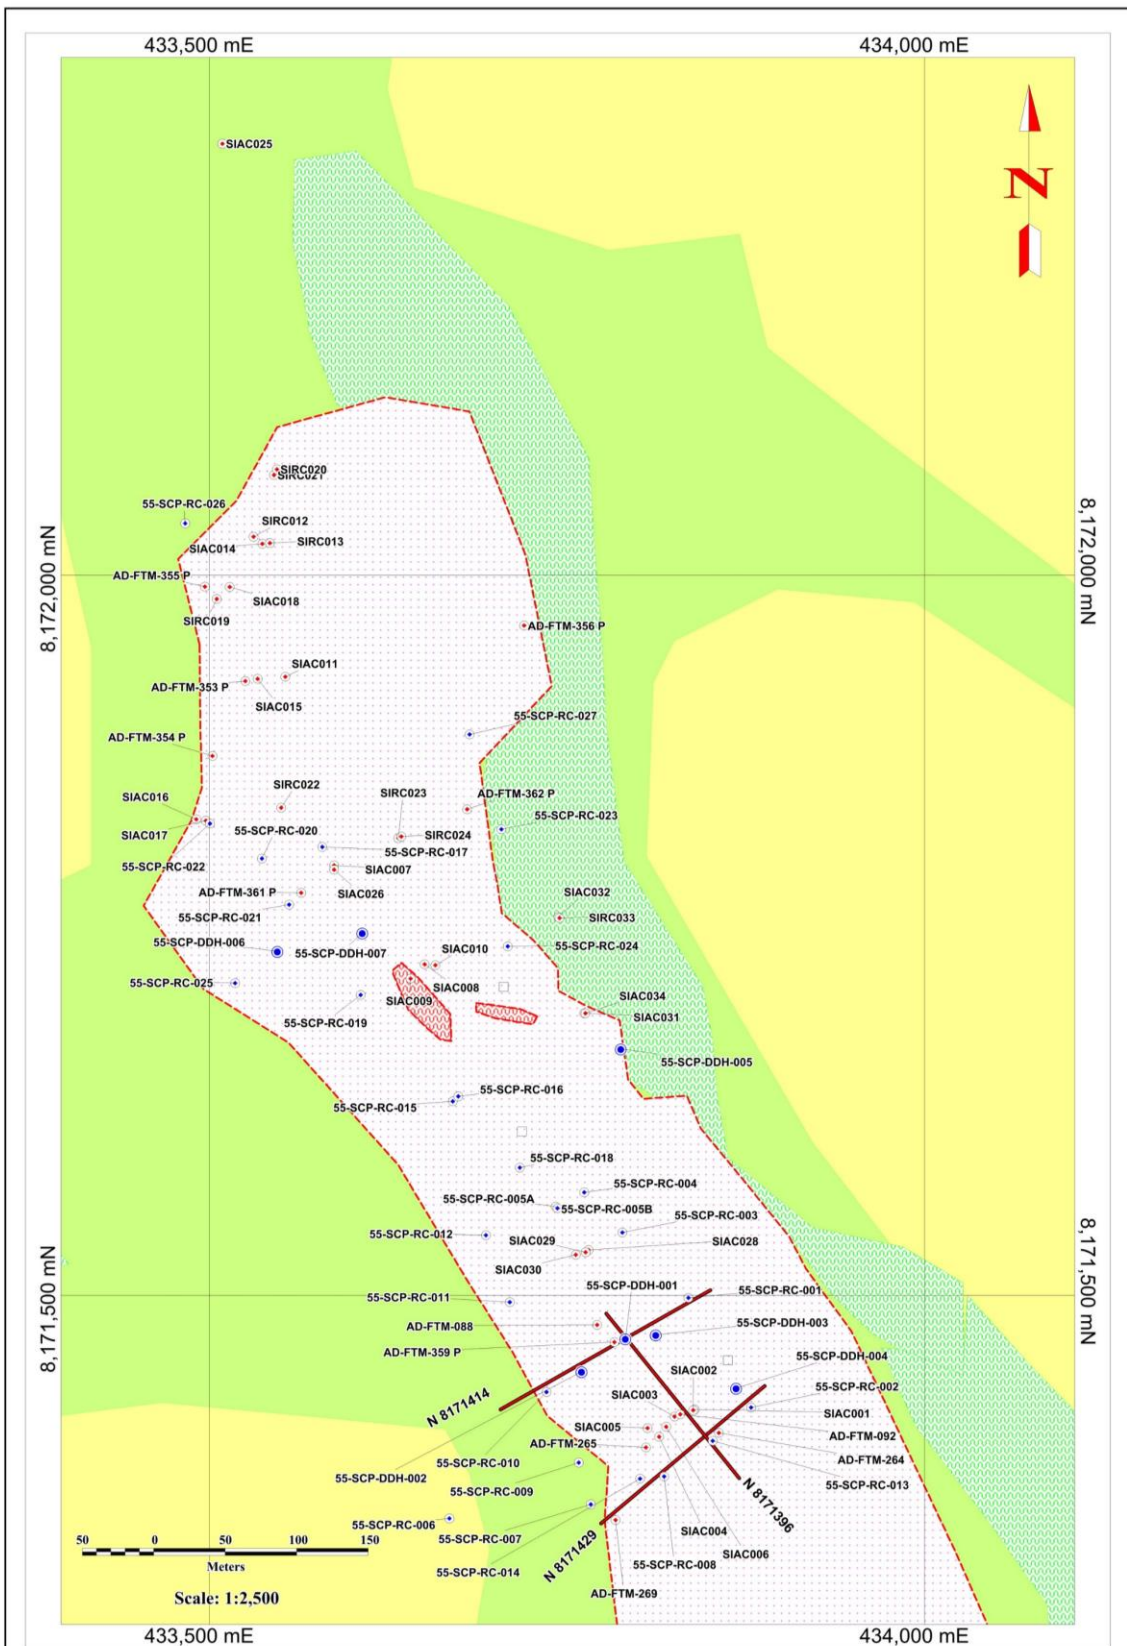 433,500 mE
434,000 mE
SIAC025
N
SIRC020
SIRC021
55-SCP-RC-026
SIRC012
SIAC014
SIRC013
8,172,000 mN
8,172,000 mN
AD-FTM-355 P
SIAC018
SIRC019
AD-FTM-356 P
SIAC011
AD-FTM-353 P
SIAC015
55-SCP-RC-027
AD-FTM-354 P
SIRC022
SIRC023
AD-FTM-362 P
SIAC016
55-SCP-RC-023
55-SCP-RC-020
SIRC024
SIAC017
55-SCP-RC-017
55-SCP-RC-022
SIAC007
AD-FTM-361 P
SIAC026
SIAC032
55-SCP-RC-021
SIRC033
55-SCP-DDH-006
55-SCP-DDH-007
SIAC010
55-SCP-RC-024
55-SCP-RC-025
SIAC008
SIAC009
SIAC034
55-SCP-RC-019
SIAC031
55-SCP-DDH-005
55-SCP-RC-016
55-SCP-RC-015
55-SCP-RC-018
55-SCP-RC-004
55-SCP-RC-005A
55-SCP-RC-005B
55-SCP-RC-003
55-SCP-RC-012
SIAC029
SIAC028
SIAC030
8,171,500 mN
8,171,500 mN
55-SCP-DDH-001
55-SCP-RC-001
55-SCP-RC-011
AD-FTM-088
55-SCP-DDH-003
AD-FTM-359 P
55-SCP-DDH-004
SIAC002
55-SCP-RC-002
N 8171414
SIAC003
SIAC001
SIAC005
AD-FTM-092
AD-FTM-265
AD-FTM-264
55-SCP-RC-010
55-SCP-DDH-002
55-SCP-RC-013
55-SCP-RC-009
N 8171396
55-SCP-RC-006
55-SCP-RC-007
SIAC004
N 8171429
SIAC006
55-SCP-RC-008
55-SCP-RC-014
AD-FTM-269
50 0 50 100 150
Meters
Scale: 1:2,500
433,500 mE
434,000 mE